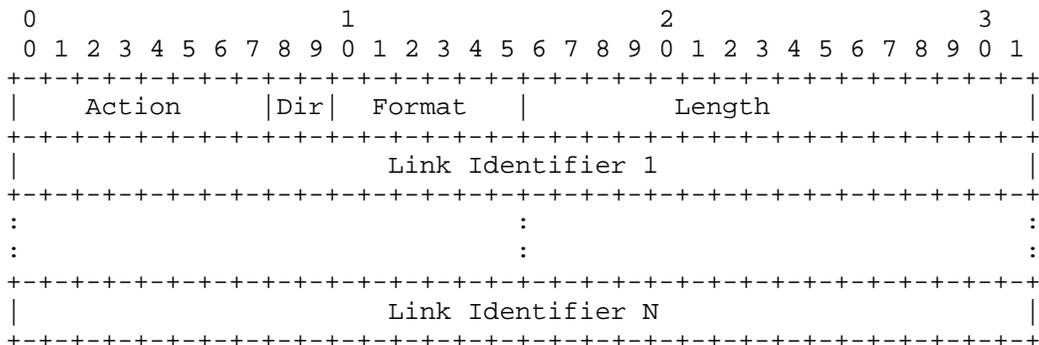 0                   1                   2                   3
 0 1 2 3 4 5 6 7 8 9 0 1 2 3 4 5 6 7 8 9 0 1 2 3 4 5 6 7 8 9 0 1
+-+-+-+-+-+-+-+-+-+-+-+-+-+-+-+-+-+-+-+-+-+-+-+-+-+-+-+-+-+-+-+-+
|    Action     |Dir|  Format   |         Length                |
+-+-+-+-+-+-+-+-+-+-+-+-+-+-+-+-+-+-+-+-+-+-+-+-+-+-+-+-+-+-+-+-+
|                       Link Identifier 1                       |
+-+-+-+-+-+-+-+-+-+-+-+-+-+-+-+-+-+-+-+-+-+-+-+-+-+-+-+-+-+-+-+-+
:                               :                               :
:                               :                               :
+-+-+-+-+-+-+-+-+-+-+-+-+-+-+-+-+-+-+-+-+-+-+-+-+-+-+-+-+-+-+-+-+
|                       Link Identifier N                       |
+-+-+-+-+-+-+-+-+-+-+-+-+-+-+-+-+-+-+-+-+-+-+-+-+-+-+-+-+-+-+-+-+